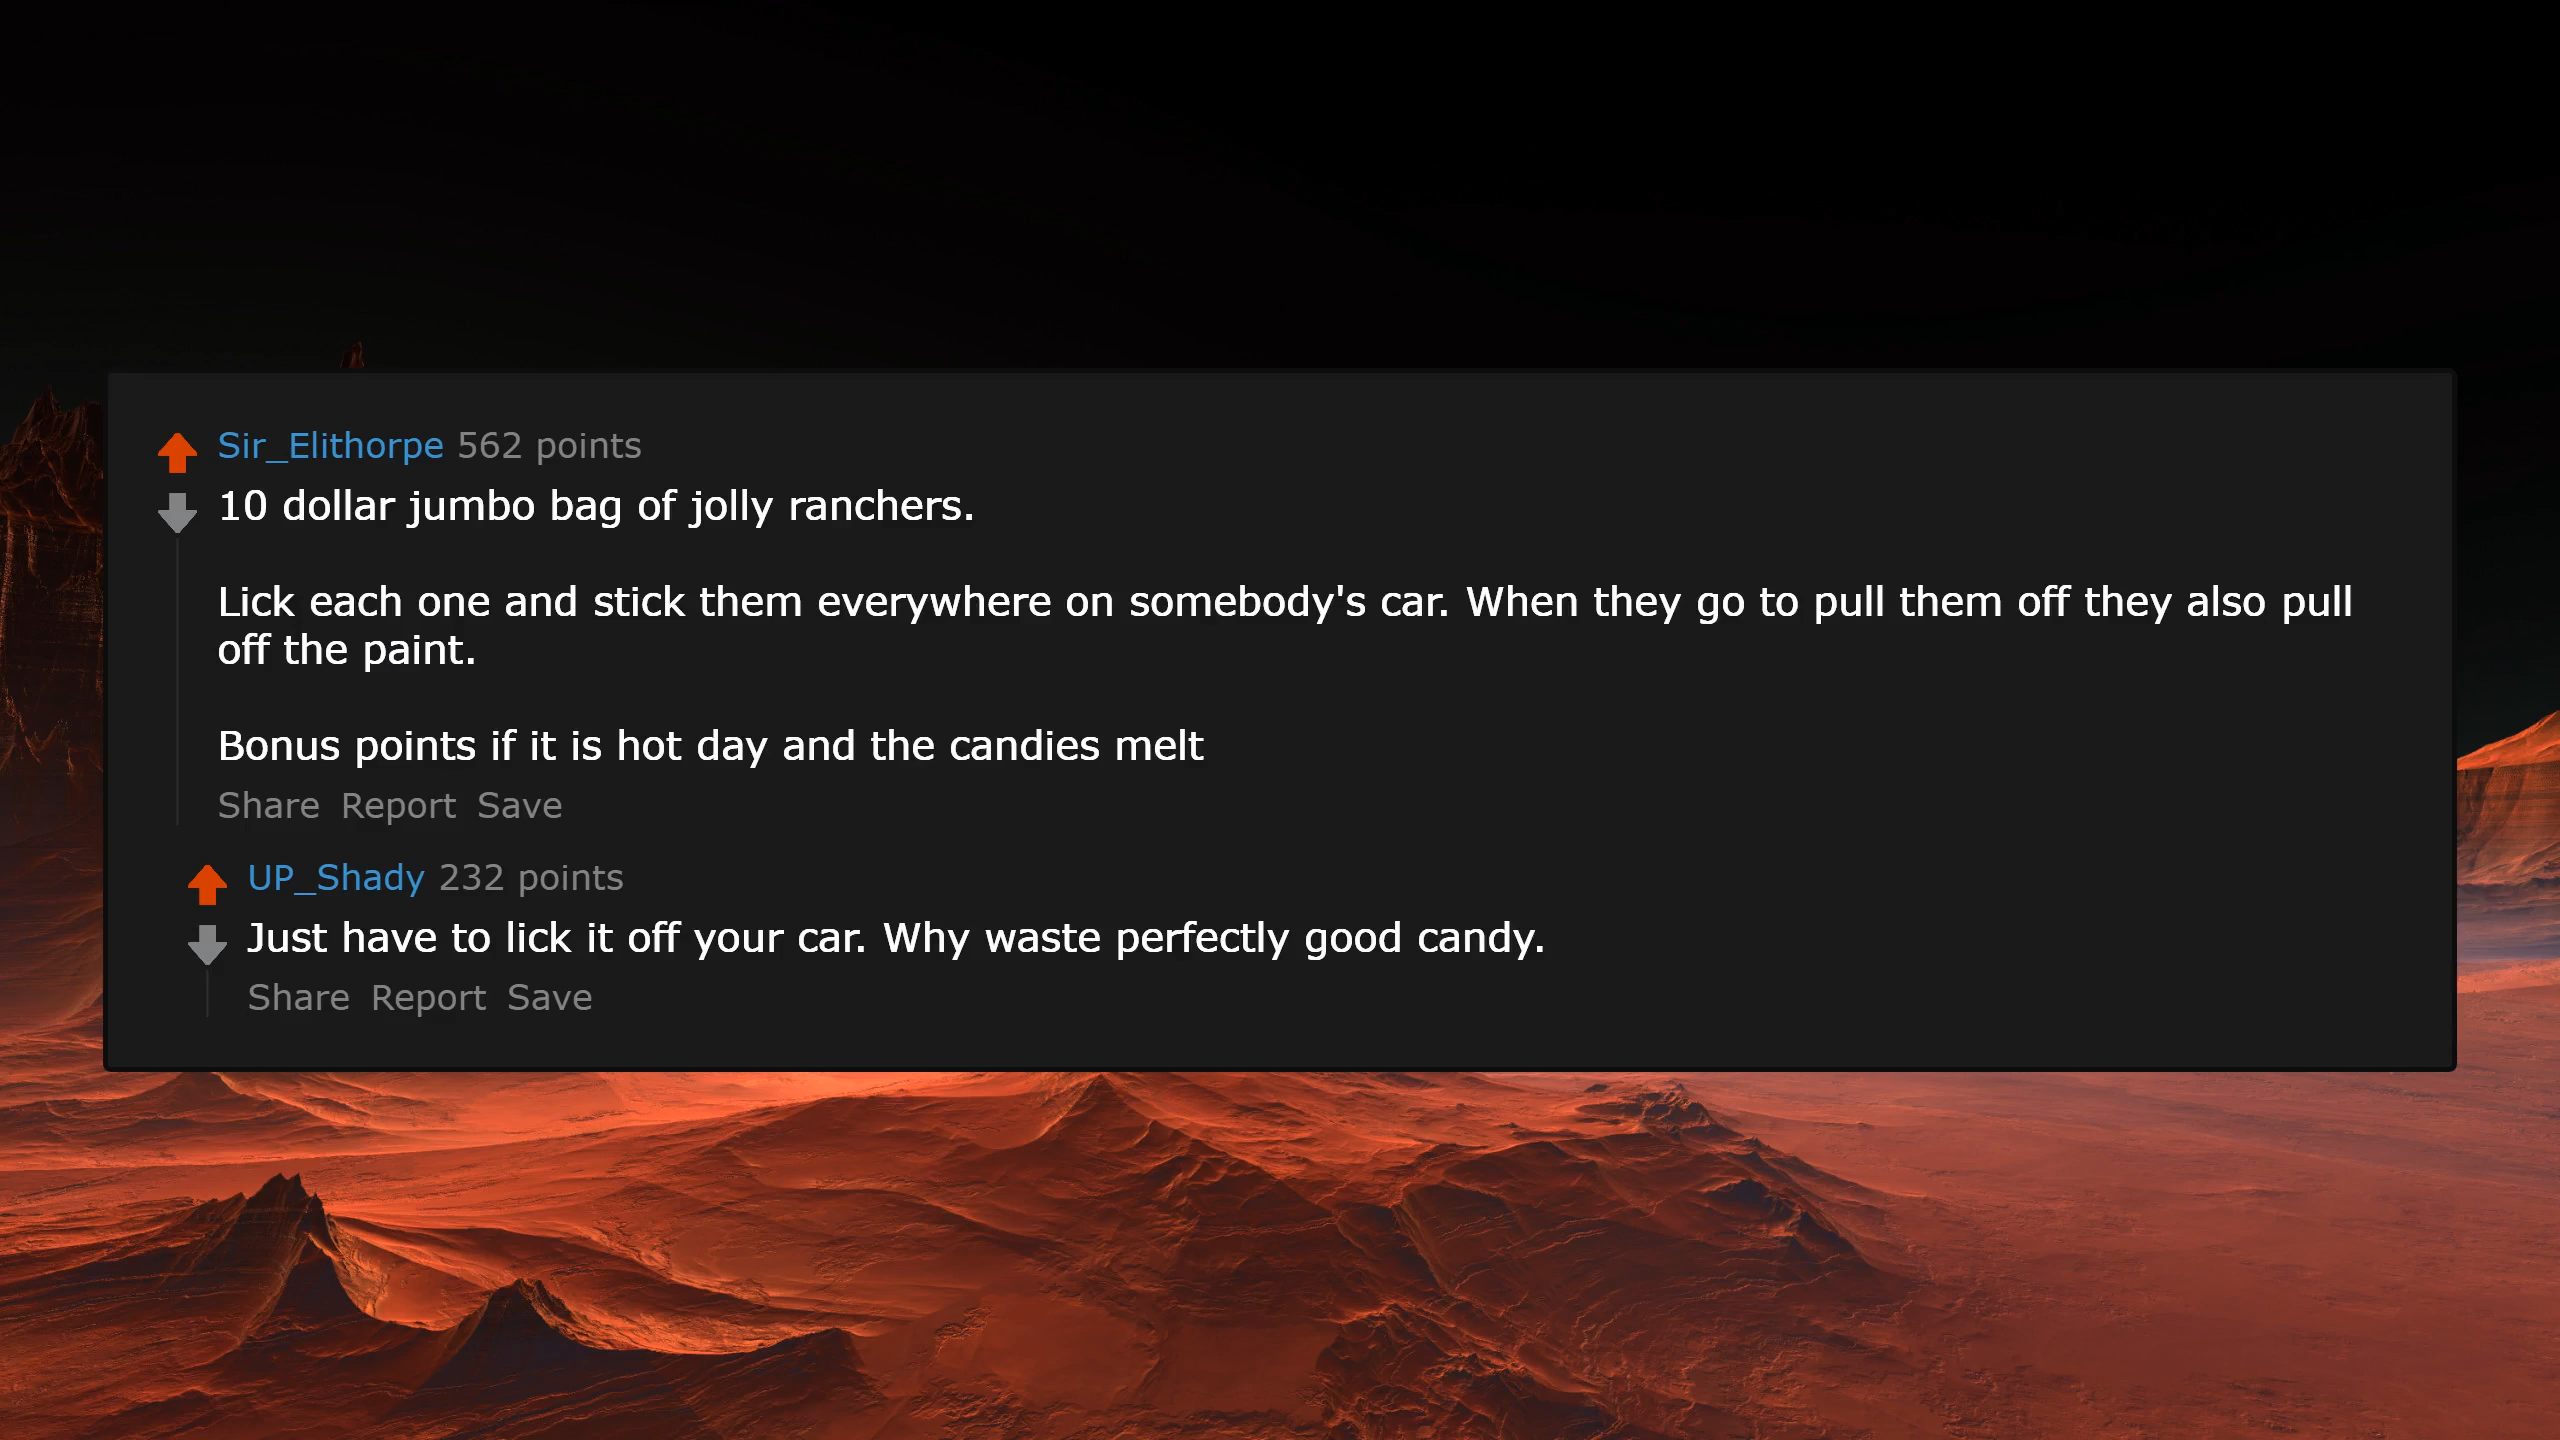 Sir_Elithorpe 562 points
10 dollar jumbo bag of jolly ranchers.
Lick each one and stick them everywhere on somebody's car. When they go to pull them off they also pull
off the paint.
Bonus points if it is hot day and the candies melt
Share Report Save
UP_Shady 232 points
Just have to lick it off your car. Why waste perfectly good candy.
Share Report Save